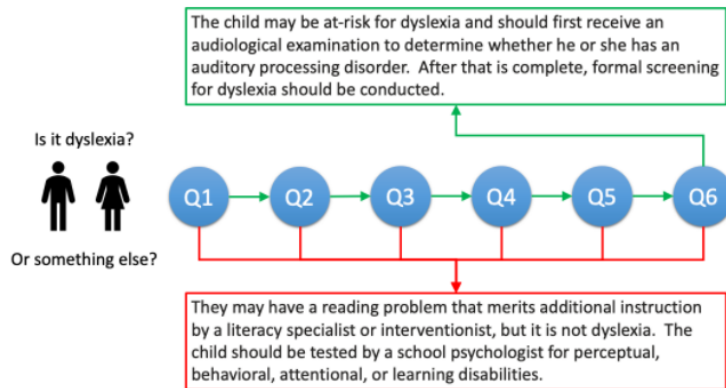 The child may be at-risk for dyslexia and should first receive an
audiological examination to determine whether he or she has an
auditory processing disorder.  After that is complete, formal screening
for dyslexia should be conducted.
Is it dyslexia?
Q1
Q2
Q3
Q4
Q5
Q6
Or something else?
They may have a reading problem that merits additional instruction
by a literacy specialist or interventionist, but it is not dyslexia.  The
child should be tested by a school psychologist for perceptual,
behavioral, attentional, or learning disabilities.